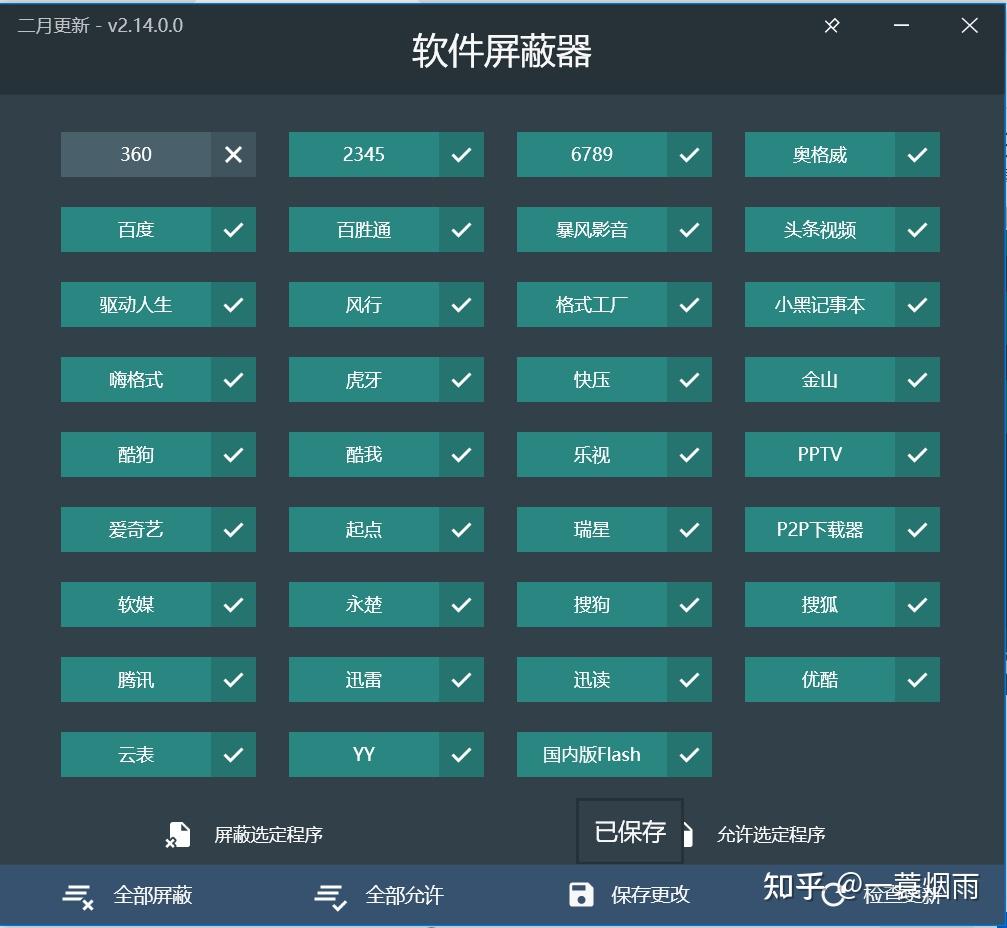 二月更新 - v2.14.0.0
软件屏蔽器
360 2345 6789 奥格威
百度 百胜通 暴风影音 头条视频
驱动人生 风行 格式工厂 小黑记事本
嗨格式 虎牙 快压 金山
酷狗 酷我 乐视 PPTV
爱奇艺 起点 瑞星 P2P下载器
软媒 永楚 搜狗 搜狐
腾讯 迅雷 迅读 优酷
云表 YY 国内版Flash
屏蔽选定程序 已保存 允许选定程序
全部屏蔽 全部允许 保存更改 检查更新
知乎 @一蓑烟雨